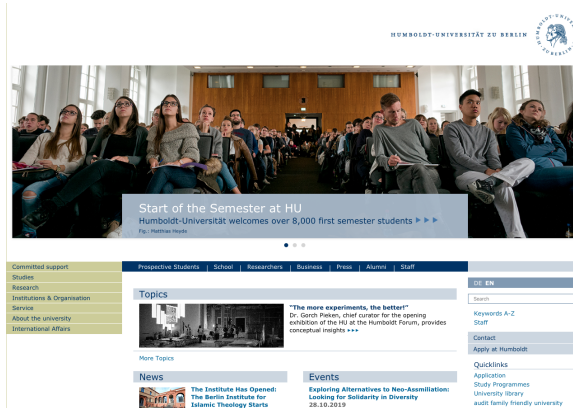 HUMBOLDT-UNIVERSITÄT ZU BERLIN
Start of the Semester at HU
Humboldt-Universität welcomes over 8,000 first semester students
Fig.: Matthias Heyde
Committed support
Studies
Research
Institutions & Organisation
Service
About the university
International Affairs
Prospective Students | School | Researchers | Business | Press | Alumni | Staff
Topics
"The more experiments, the better!"
Dr. Gorch Pieken, chief curator for the opening
exhibition of the HU at the Humboldt Forum, provides
conceptual insights
More Topics
News
The Institute Has Opened:
The Berlin Institute for
Islamic Theology Starts
Events
Exploring Alternatives to Neo-Assmiliation:
Looking for Solidarity in Diversity
28.10.2019
DE EN
Search
Keywords A-Z
Staff
Contact
Apply at Humboldt
Quicklinks
Application
Study Programmes
University library
audit family friendly university